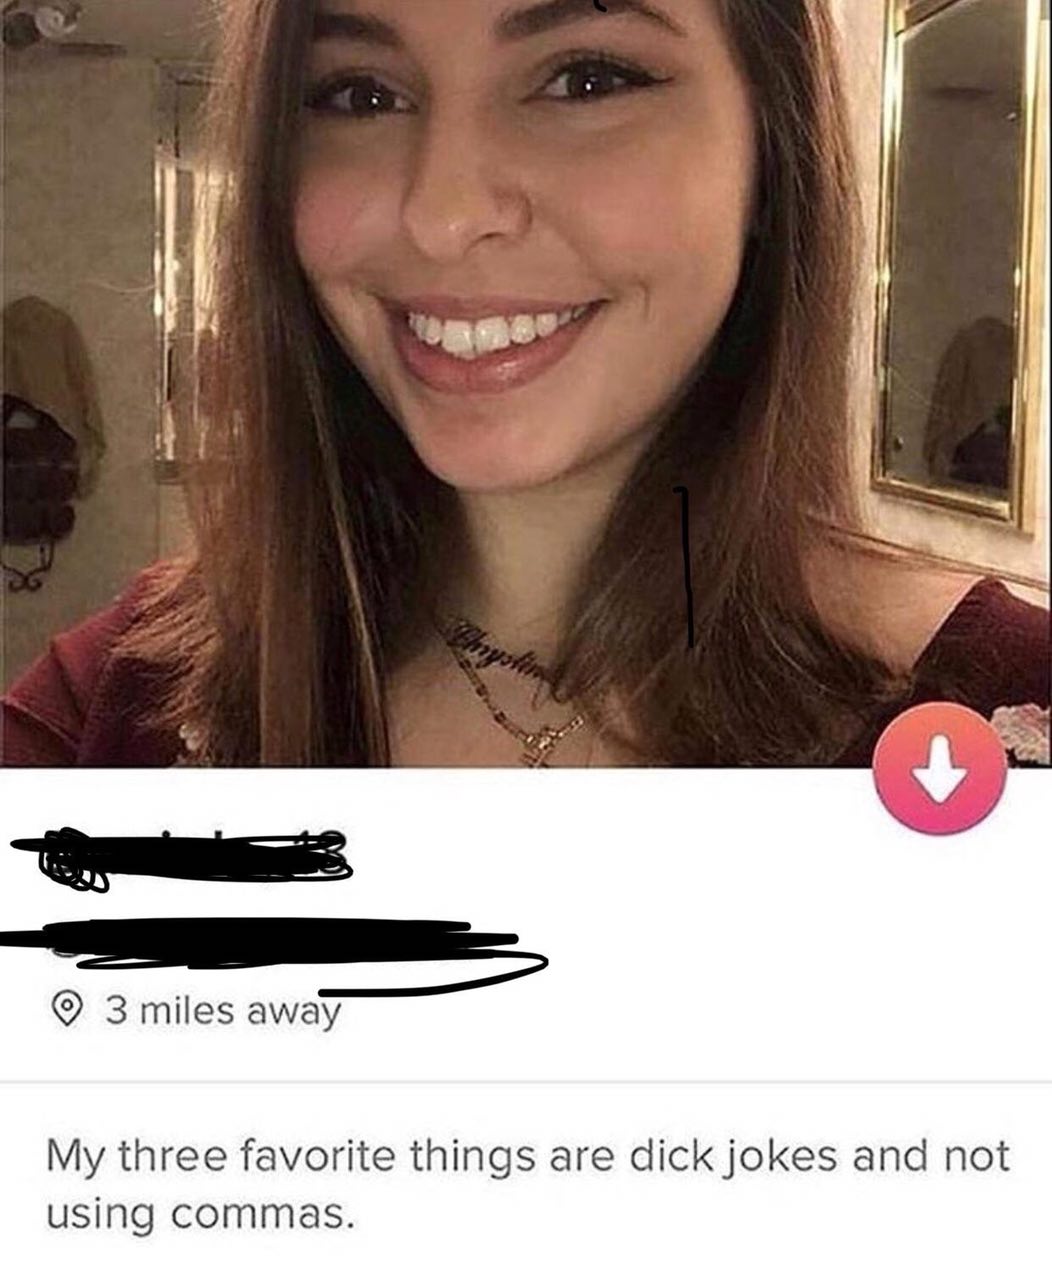 3 miles away
My three favorite things are dick jokes and not
using commas.